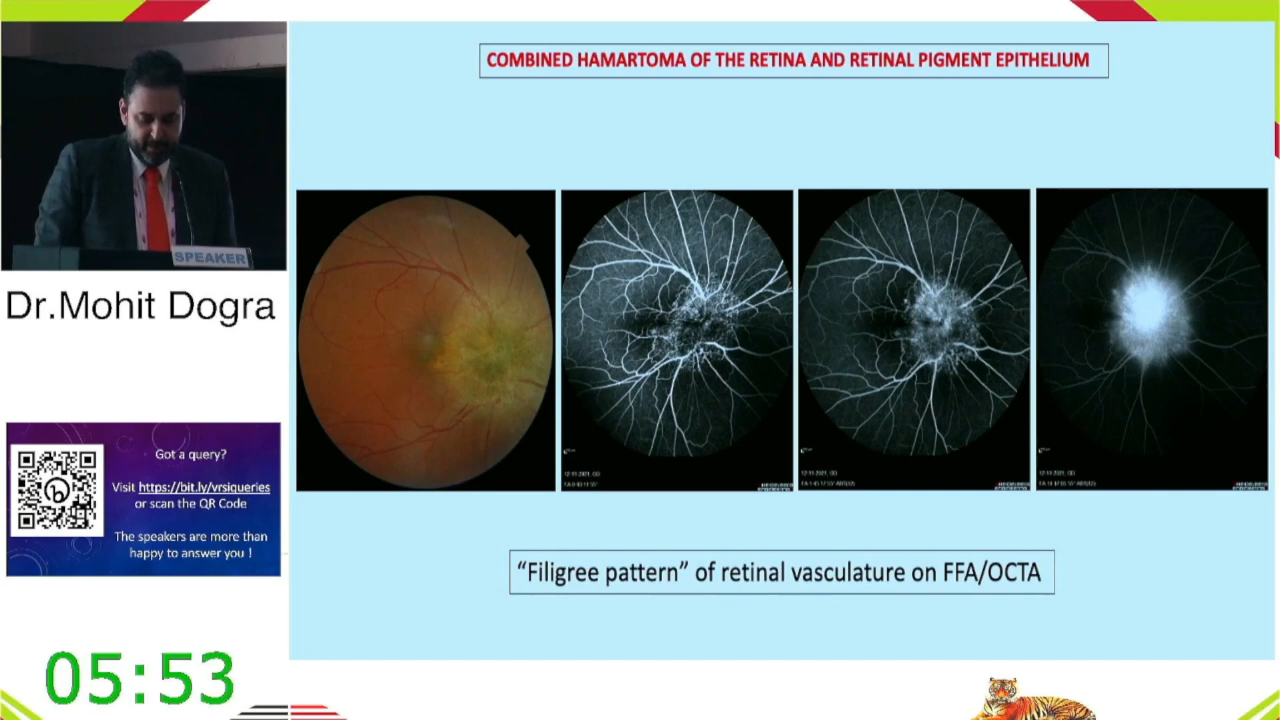 COMBINED HAMARTOMA OF THE RETINA AND RETINAL PIGMENT EPITHELIUM
SPEAKER
Dr.Mohit Dogra
Got a query?
Visit https://bit.ly/vrsiqueries
or scan the QR Code
The speakers are more than
happy to answer you !
"Filigree pattern" of retinal vasculature on FFA/OCTA
05:53